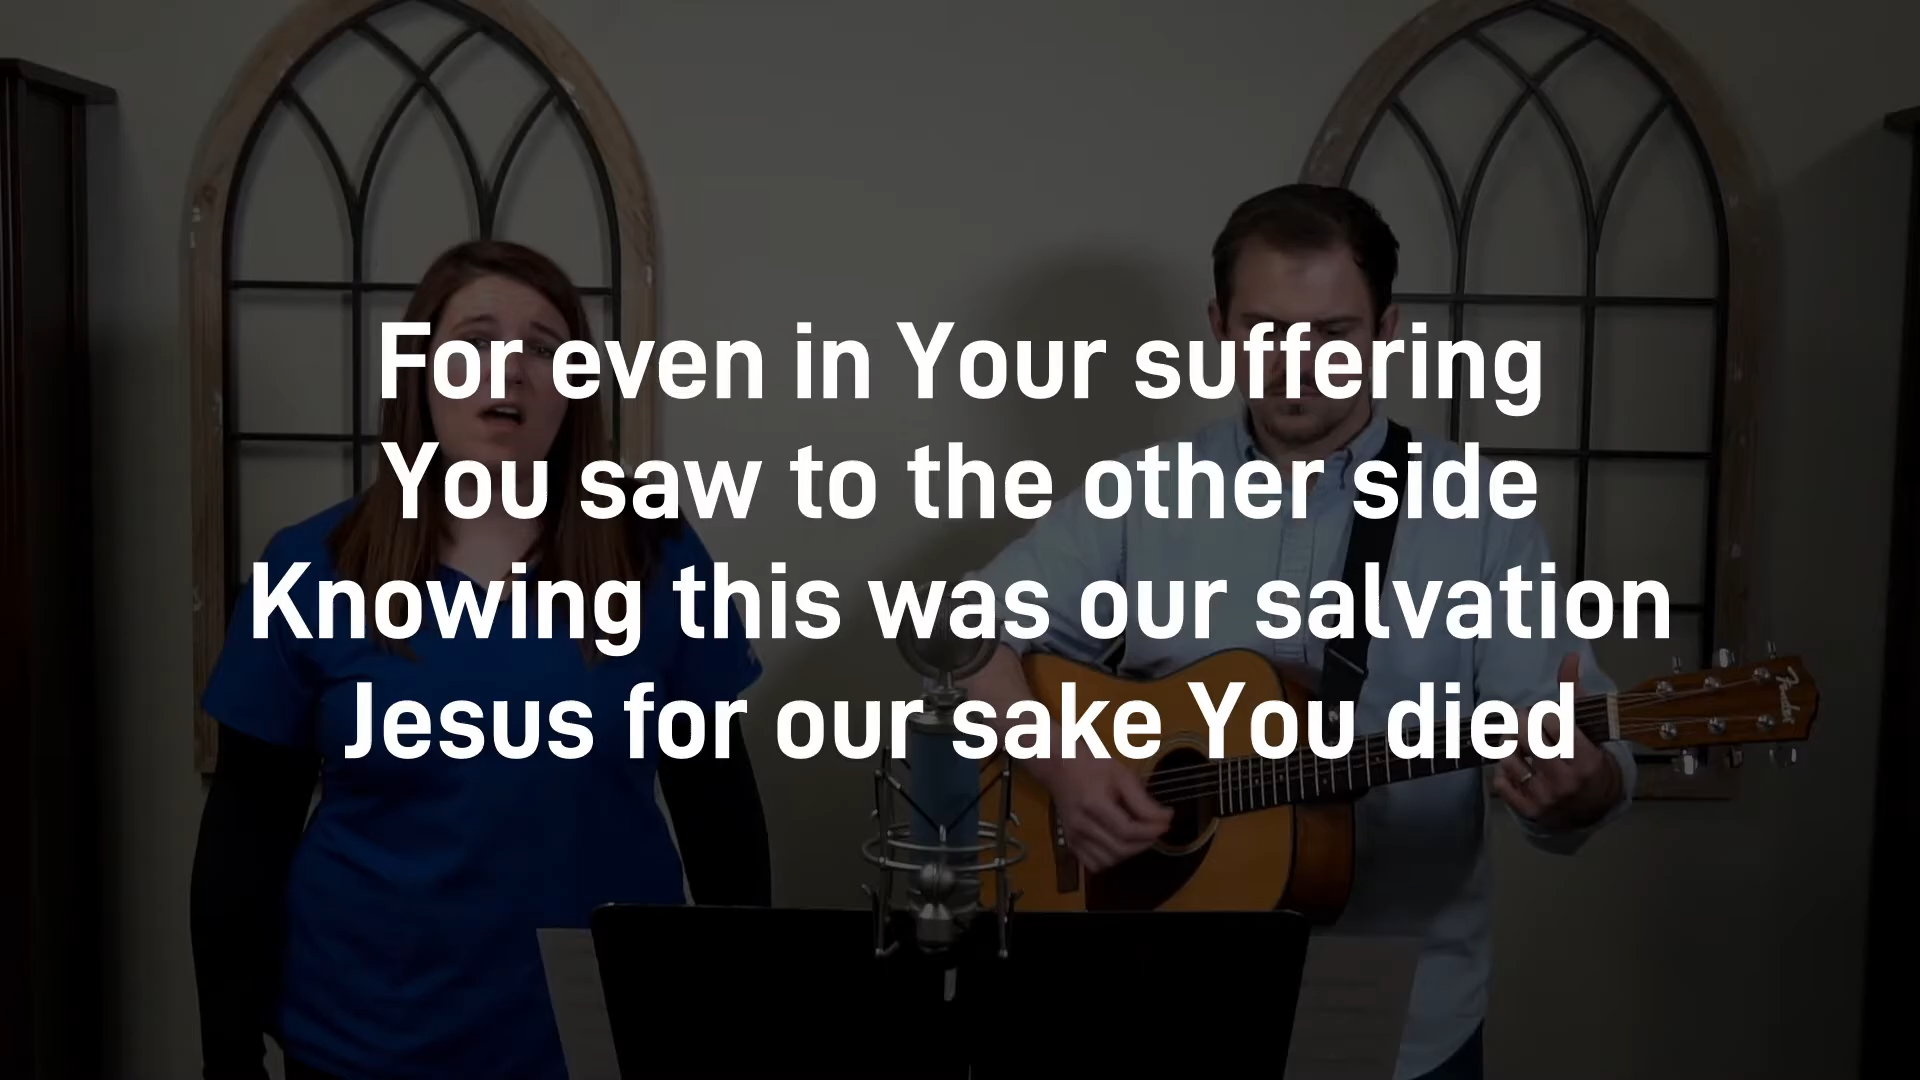 For even in Your suffering
You saw to the other side
Knowing this was our salvation
Jesus for our sake You died
Fender